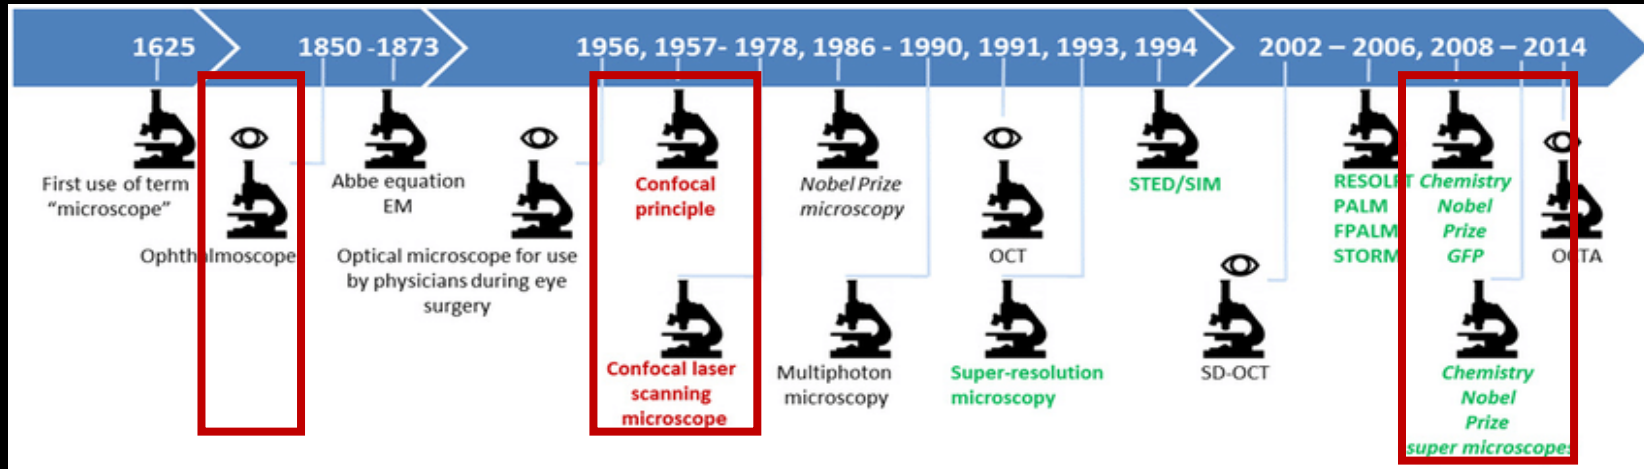 1625
1850 -1873
1956, 1957- 1978, 1986 - 1990, 1991, 1993, 1994
2002 – 2006, 2008 – 2014
First use of term
“microscope”
Ophthalmoscope
Abbe equation
EM
Optical microscope for use
by physicians during eye
surgery
Confocal
principle
Confocal laser
scanning
microscope
Nobel Prize
microscopy
Multiphoton
microscopy
OCT
Super-resolution
microscopy
STED/SIM
SD-OCT
RESOLFT
PALM
FPALM
STORM
Chemistry
Nobel
Prize
GFP
Chemistry
Nobel
Prize
super microscopes
OCTA